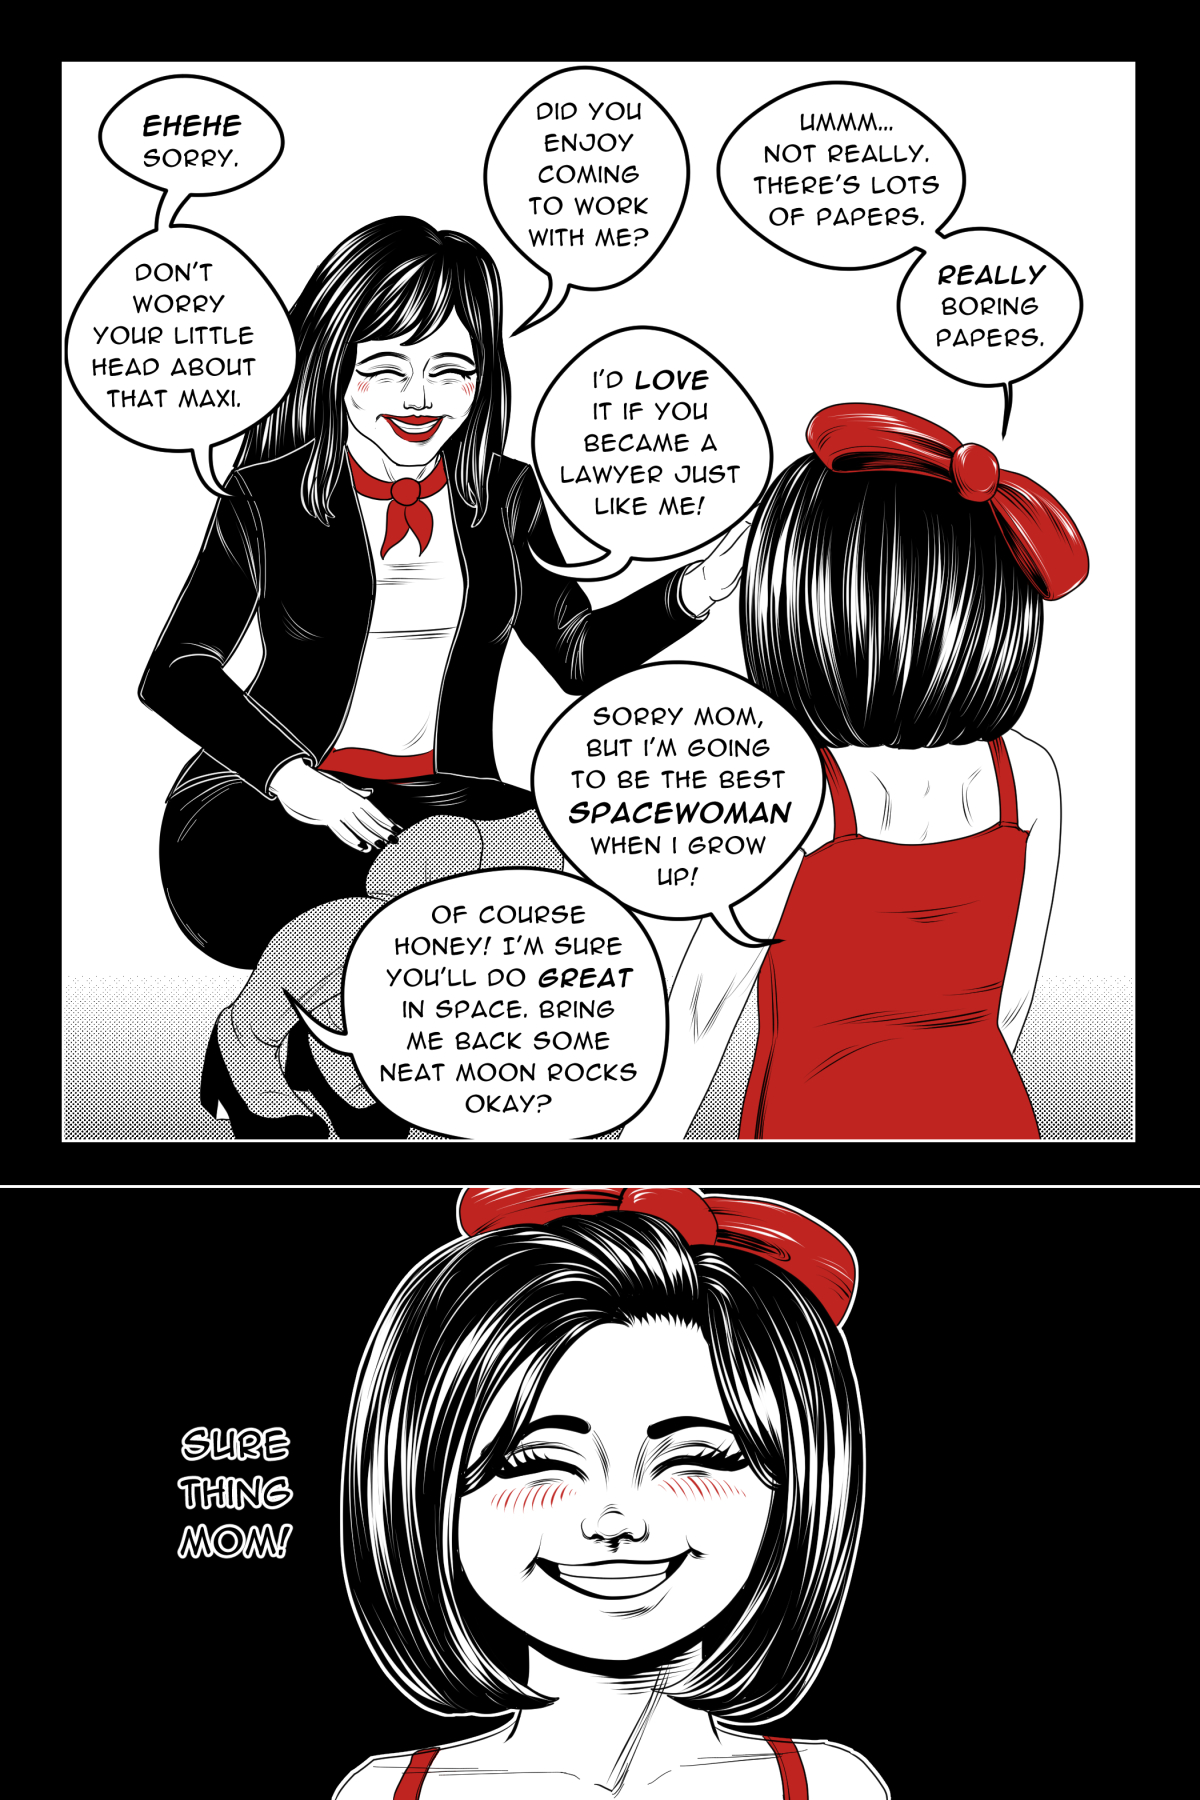 EHEHE
SORRY.
DON'T
WORRY
YOUR LITTLE
HEAD ABOUT
THAT MAXI.
DID YOU
ENJOY
COMING
TO WORK
WITH ME?
UMMM...
NOT REALLY.
THERE'S LOTS
OF PAPERS.
REALLY
BORING
PAPERS.
I'D LOVE
IT IF YOU
BECAME A
LAWYER JUST
LIKE ME!
SORRY MOM,
BUT I'M GOING
TO BE THE BEST
SPACEWOMAN
WHEN I GROW
UP!
OF COURSE
HONEY! I'M SURE
YOU'LL DO GREAT
IN SPACE. BRING
ME BACK SOME
NEAT MOON ROCKS
OKAY?
SURE
THING
MOM!